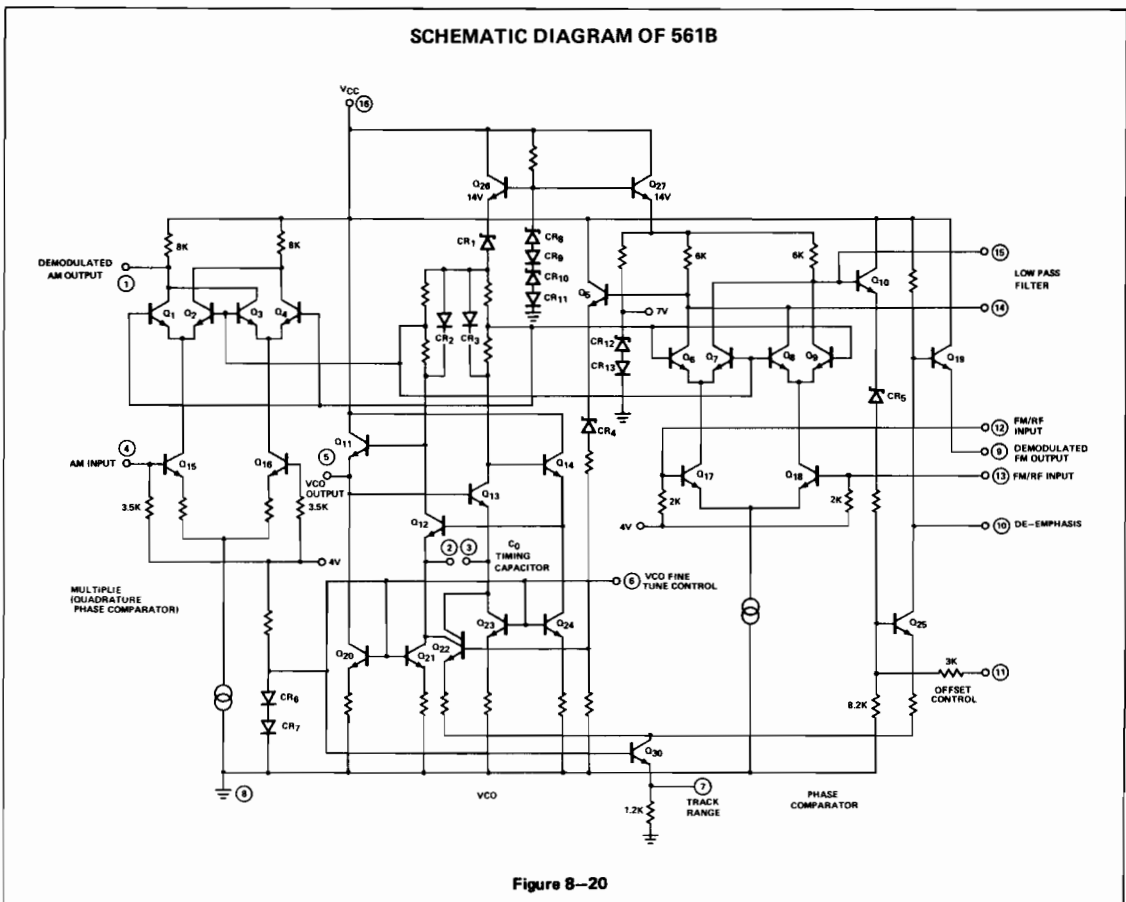 SCHEMATIC DIAGRAM OF 561B
VCC
16
Q26
14V
Q27
14V
8K
8K
CR1
CR8
CR9
CR10
CR11
6K
6K
15
DEMODULATED
AM OUTPUT
1
Q5
Q10
LOW PASS
FILTER
7V
14
Q1
Q2
Q3
Q4
CR2
CR3
CR12
CR13
Q6
Q7
Q8
Q9
Q19
CR5
CR4
12
FM/RF
INPUT
Q11
4
AM INPUT
Q15
Q16
5
VCO
OUTPUT
Q14
Q17
Q18
9
DEMODULATED
FM OUTPUT
13
FM/RF INPUT
Q13
3.5K
3.5K
2K
2K
Q12
4V
10
DE-EMPHASIS
2
3
C0
TIMING
CAPACITOR
4V
6
VCO FINE
TUNE CONTROL
MULTIPLIE
(QUADRATURE
PHASE COMPARATOR)
Q23
Q24
Q25
Q20
Q21
Q22
3K
11
OFFSET
CONTROL
CR6
CR7
8.2K
Q30
8
VCO
7
TRACK
RANGE
PHASE
COMPARATOR
1.2K
Figure 8–20